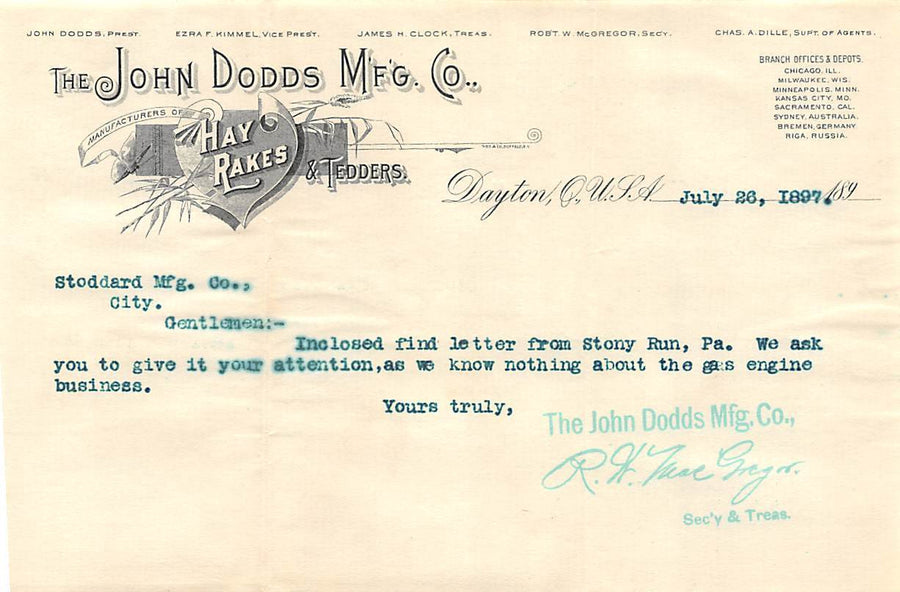 JOHN DODDS, PREST. EZRA F. KIMMEL, VICE PREST. JAMES H. CLOCK, TREAS. ROBT. W. McGREGOR, SEC'Y. CHAS. A. DILLE, SUPT. OF AGENTS.
THE JOHN DODDS M'F'G. CO.,
MANUFACTURERS OF
HAY
RAKES
& TEDDERS.
BRANCH OFFICES & DEPOTS.
CHICAGO, ILL.
MILWAUKEE, WIS.
MINNEAPOLIS, MINN.
KANSAS CITY, MO.
SACRAMENTO, CAL.
SYDNEY, AUSTRALIA.
BREMEN, GERMANY.
RIGA, RUSSIA.
Dayton, O., U.S.A. July 26, 1897. 189
Stoddard Mfg. Co.,
City.
Gentlemen:-
Inclosed find letter from Stony Run, Pa. We ask
you to give it your attention,as we know nothing about the gas engine
business.
Yours truly,
The John Dodds Mfg. Co.,
R. W. MacGregor.
Sec'y & Treas.